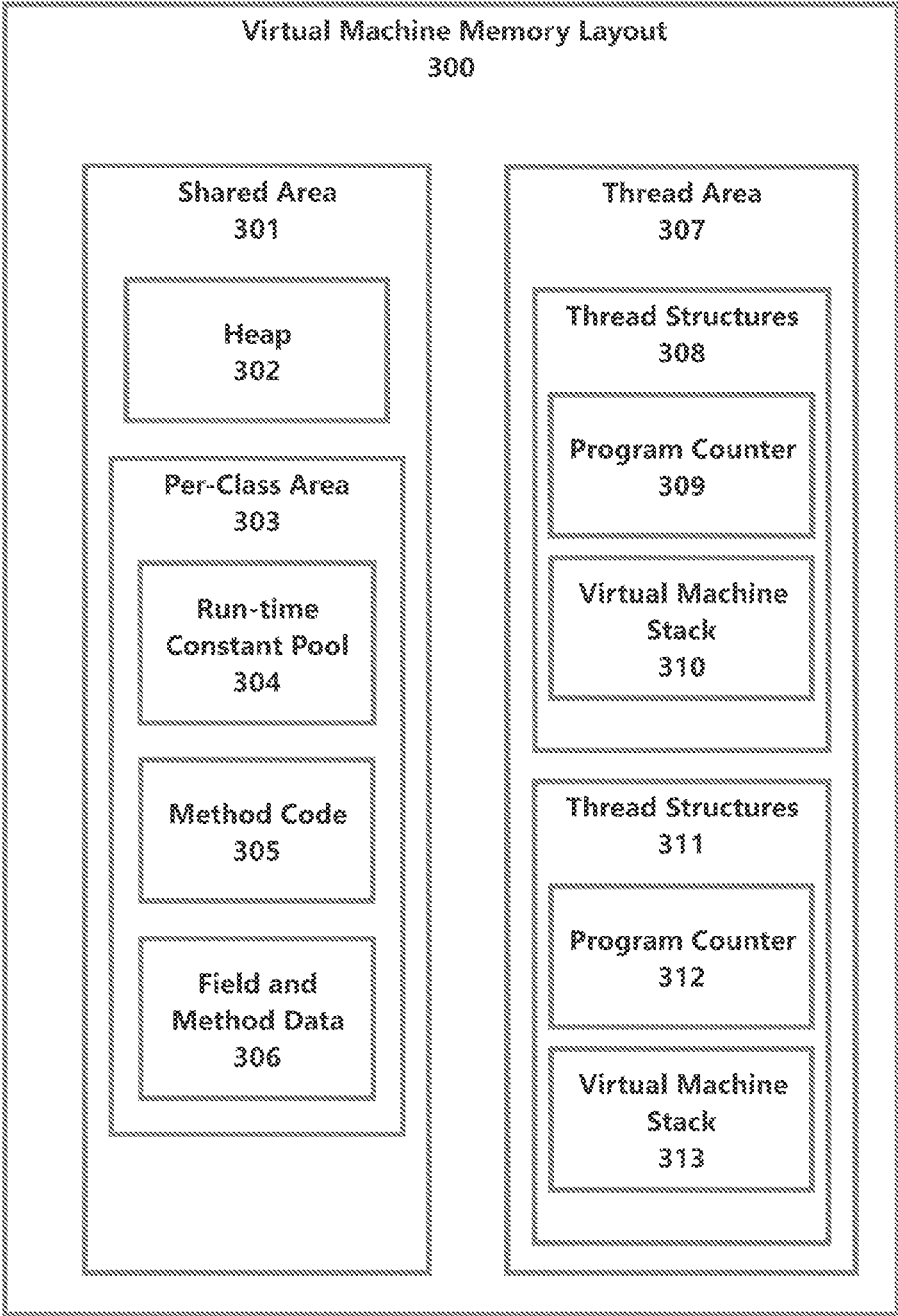 Virtual Machine Memory Layout
300
Shared Area
301
Heap
302
Per-Class Area
303
Run-time
Constant Pool
304
Method Code
305
Field and
Method Data
306
Thread Area
307
Thread Structures
308
Program Counter
309
Virtual Machine
Stack
310
Thread Structures
311
Program Counter
312
Virtual Machine
Stack
313